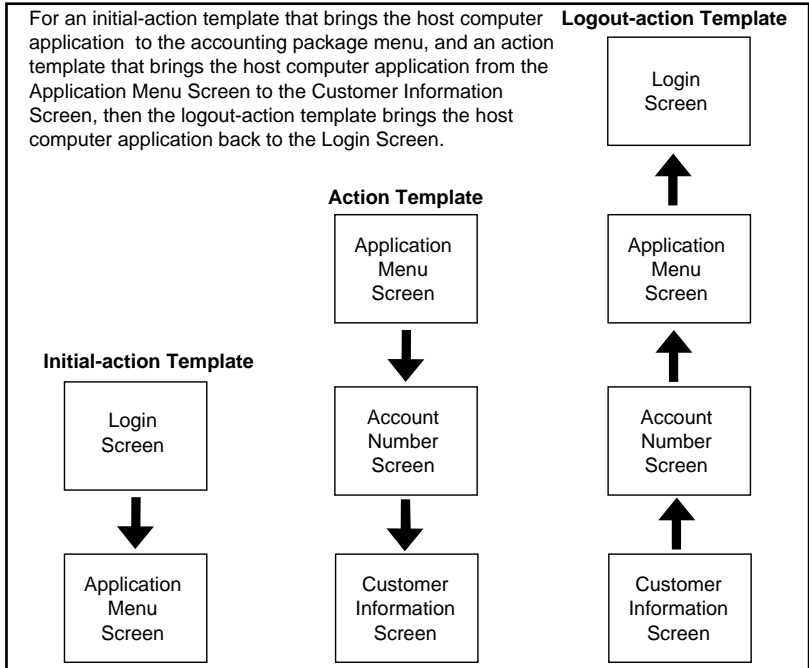 For an initial-action template that brings the host computer
application to the accounting package menu, and an action
template that brings the host computer application from the
Application Menu Screen to the Customer Information
Screen, then the logout-action template brings the host
computer application back to the Login Screen.
Initial-action Template
Login
Screen
Application
Menu
Screen
Action Template
Application
Menu
Screen
Account
Number
Screen
Customer
Information
Screen
Logout-action Template
Login
Screen
Application
Menu
Screen
Account
Number
Screen
Customer
Information
Screen